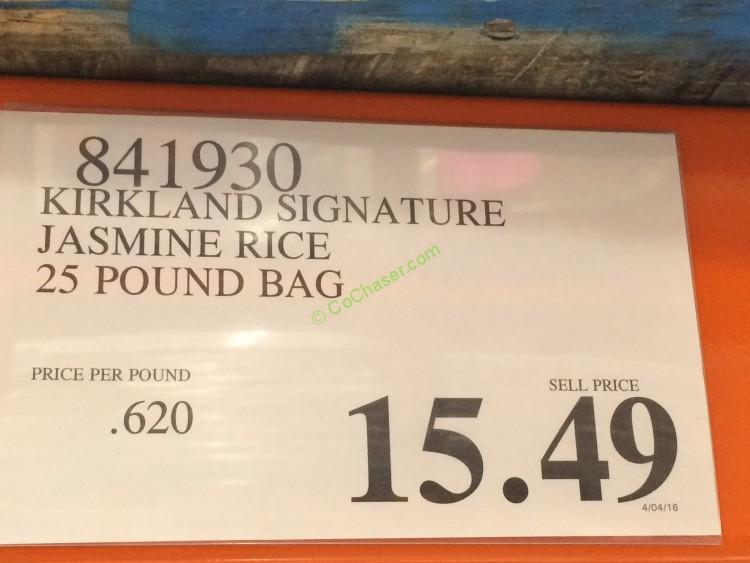 841930
KIRKLAND SIGNATURE
JASMINE RICE
25 POUND BAG
© CoChaser.com
PRICE PER POUND
.620
SELL PRICE
15.49
4/04/16